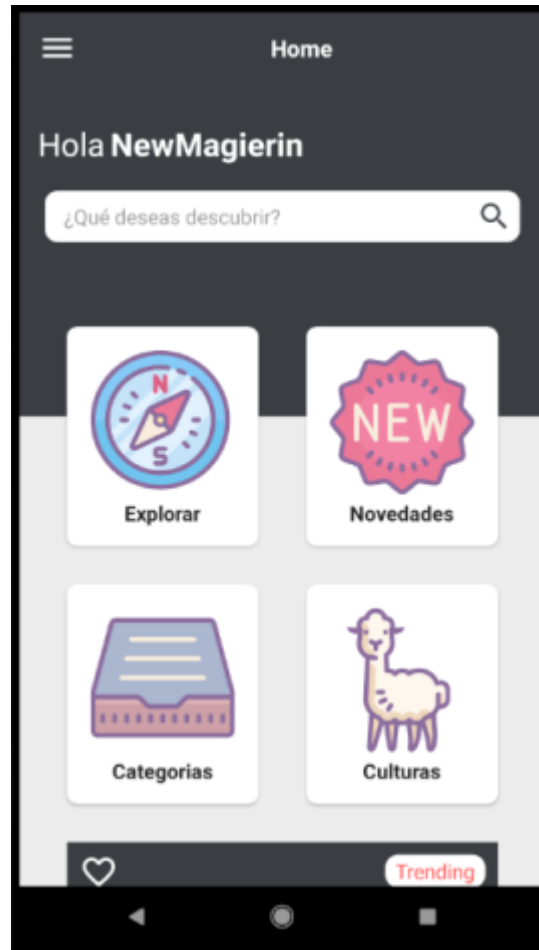 Home
Hola NewMagierin
¿Qué deseas descubrir?
N
S
Explorar
NEW
Novedades
Categorias
Culturas
Trending